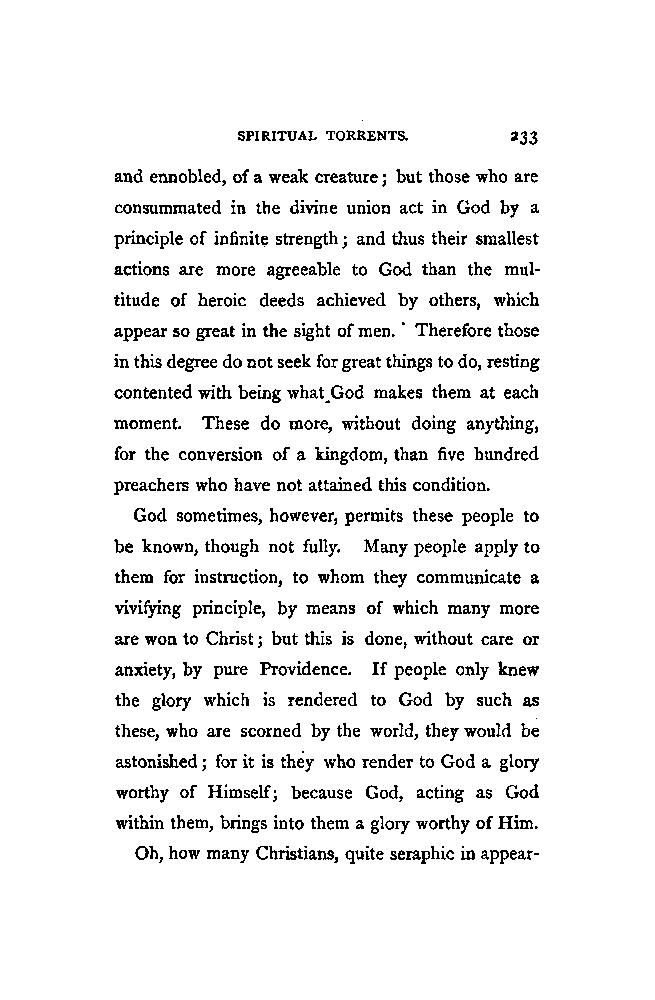 SPIRITUAL TORRENTS. 233
and ennobled, of a weak creature; but those who are
consummated in the divine union act in God by a
principle of infinite strength; and thus their smallest
actions are more agreeable to God than the mul-
titude of heroic deeds achieved by others, which
appear so great in the sight of men. Therefore those
in this degree do not seek for great things to do, resting
contented with being what God makes them at each
moment. These do more, without doing anything,
for the conversion of a kingdom, than five hundred
preachers who have not attained this condition.
God sometimes, however, permits these people to
be known, though not fully. Many people apply to
them for instruction, to whom they communicate a
vivifying principle, by means of which many more
are won to Christ; but this is done, without care or
anxiety, by pure Providence. If people only knew
the glory which is rendered to God by such as
these, who are scorned by the world, they would be
astonished; for it is they who render to God a glory
worthy of Himself; because God, acting as God
within them, brings into them a glory worthy of Him.
Oh, how many Christians, quite seraphic in appear-